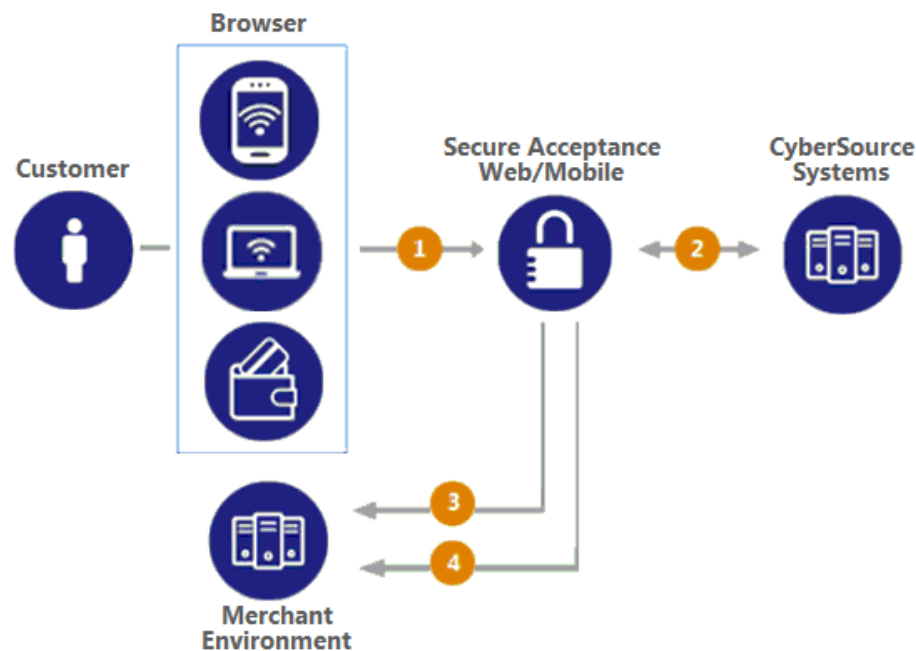 Browser
Customer
Secure Acceptance
Web/Mobile
CyberSource
Systems
1
2
3
4
Merchant
Environment